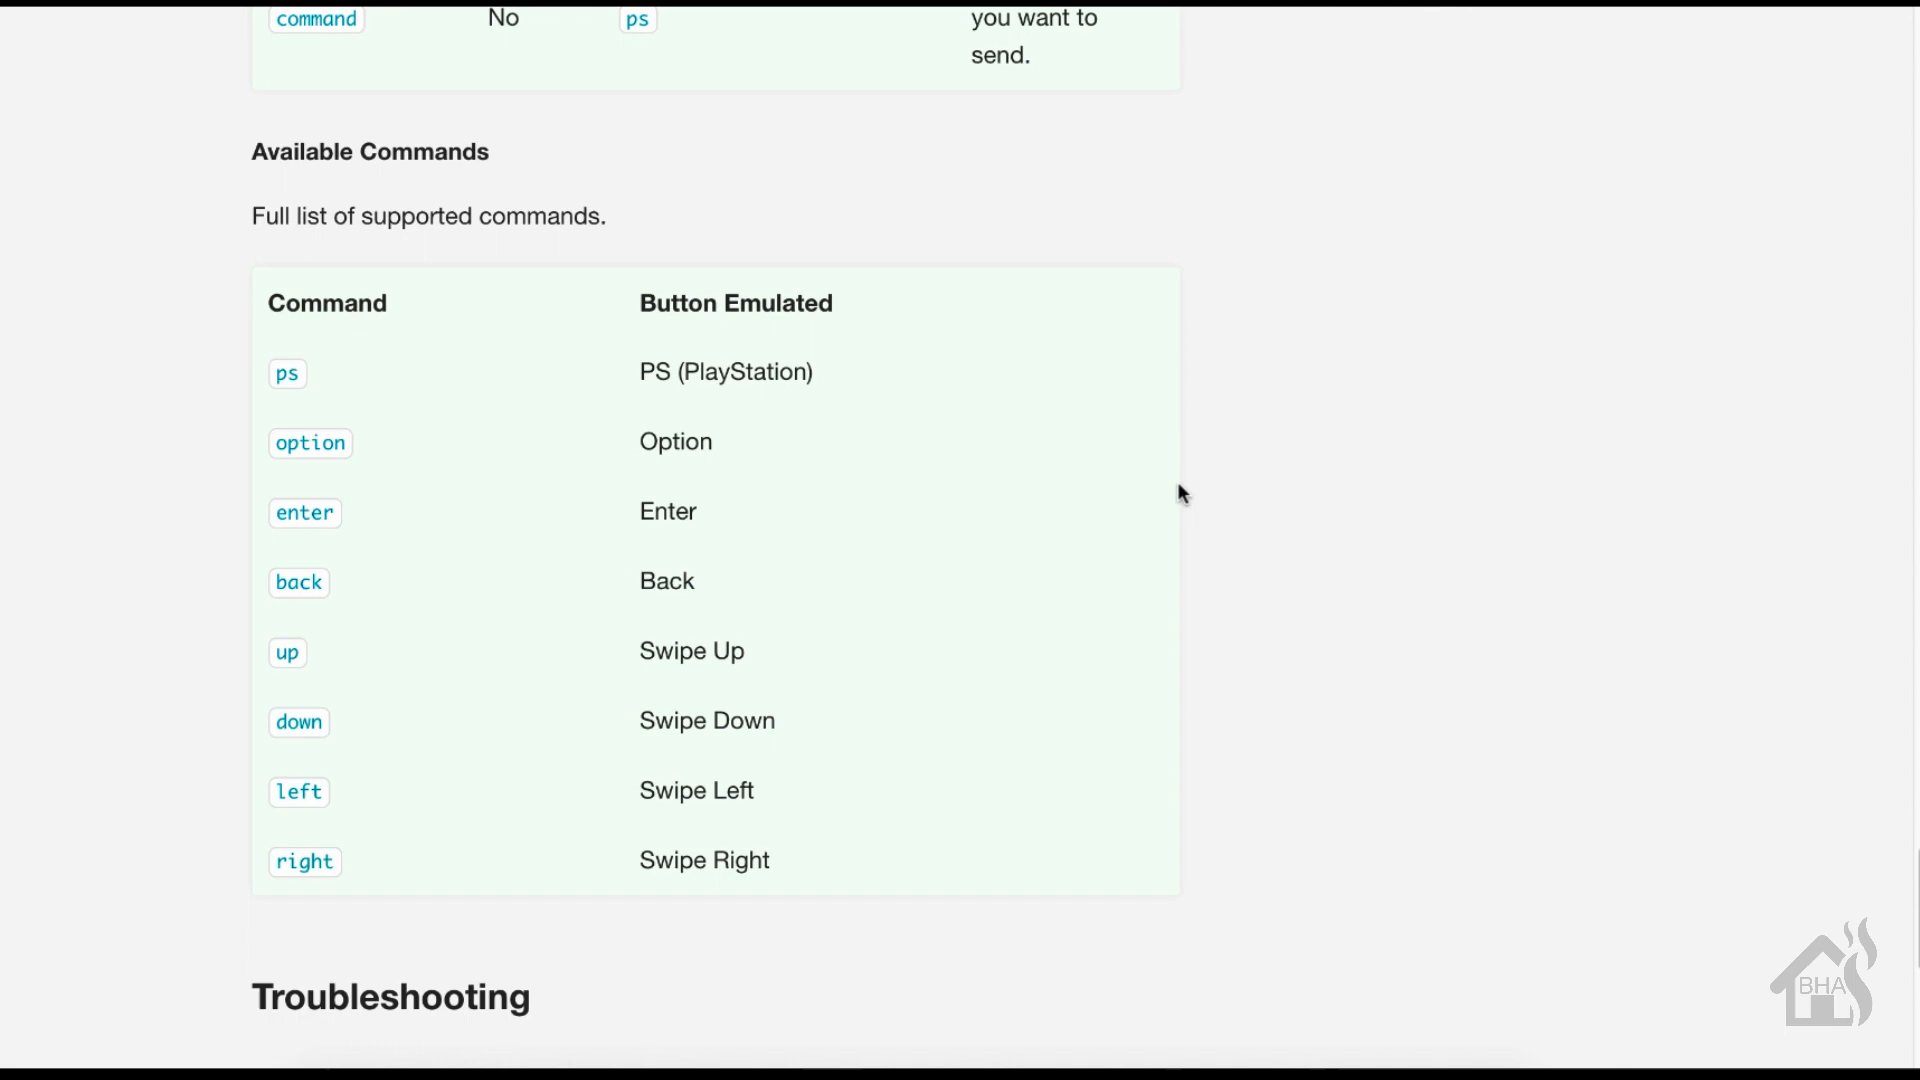 command No ps you want to
send.
Available Commands
Full list of supported commands.
Command Button Emulated
ps PS (PlayStation)
option Option
enter Enter
back Back
up Swipe Up
down Swipe Down
left Swipe Left
right Swipe Right
Troubleshooting
BHA